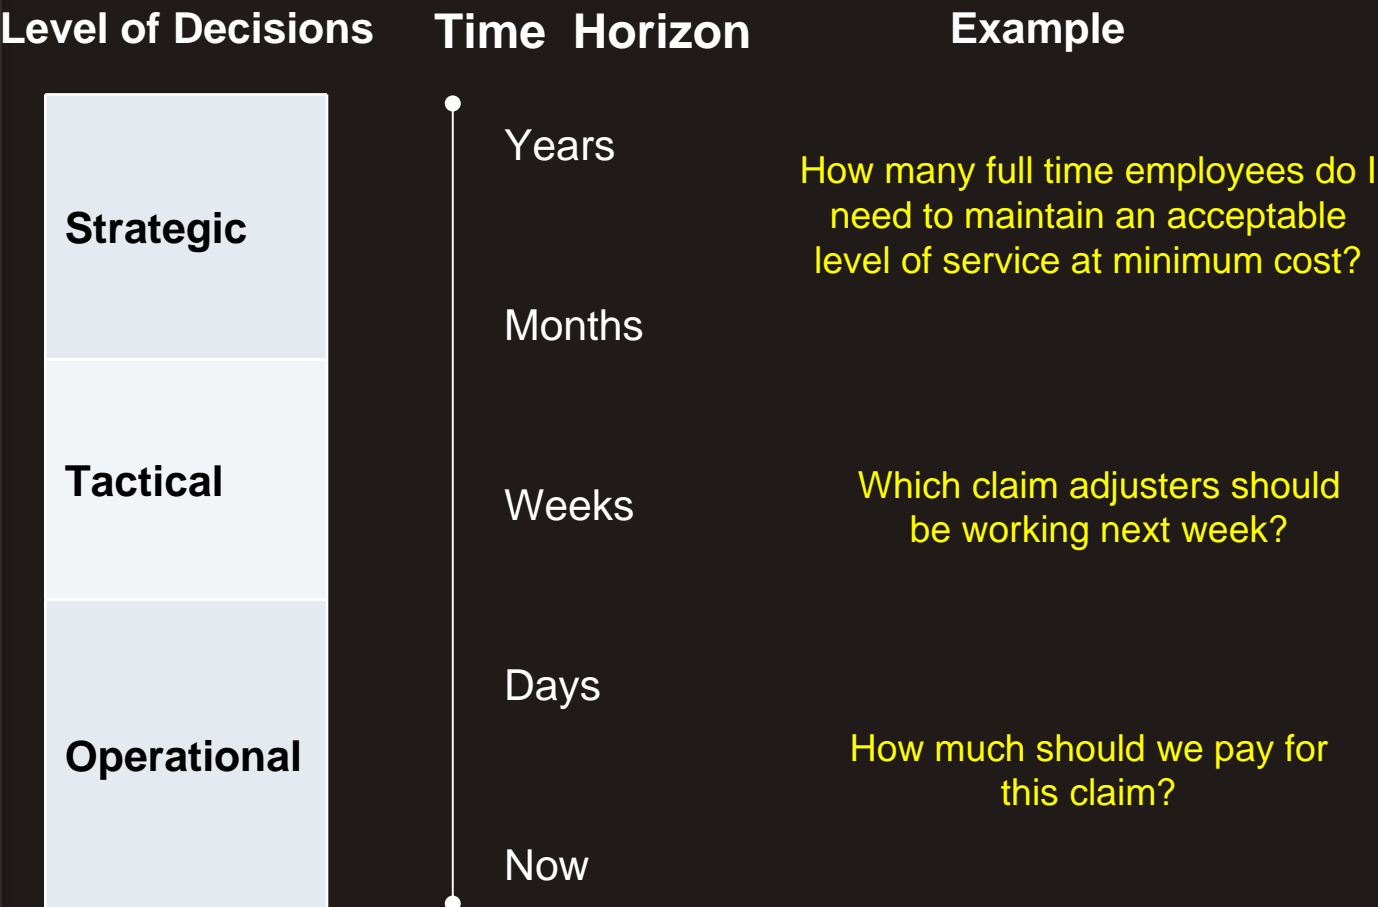 Level of Decisions
Time Horizon
Example
Strategic
Years
Months
How many full time employees do I
need to maintain an acceptable
level of service at minimum cost?
Tactical
Weeks
Which claim adjusters should
be working next week?
Operational
Days
Now
How much should we pay for
this claim?